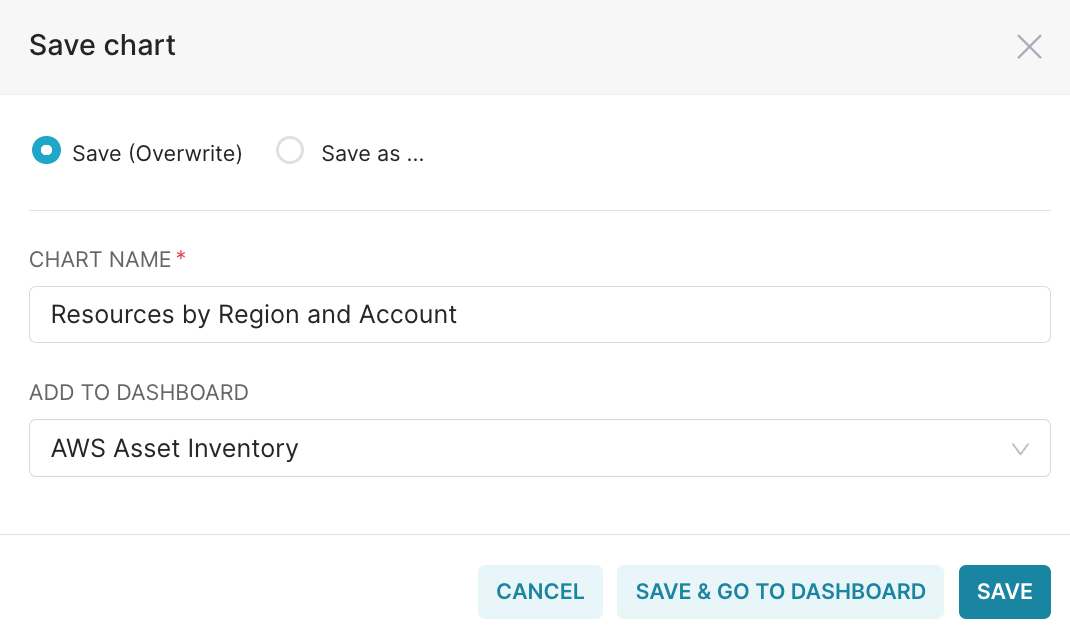 Save chart
Save (Overwrite) Save as ...
CHART NAME *
Resources by Region and Account
ADD TO DASHBOARD
AWS Asset Inventory
CANCEL SAVE & GO TO DASHBOARD SAVE